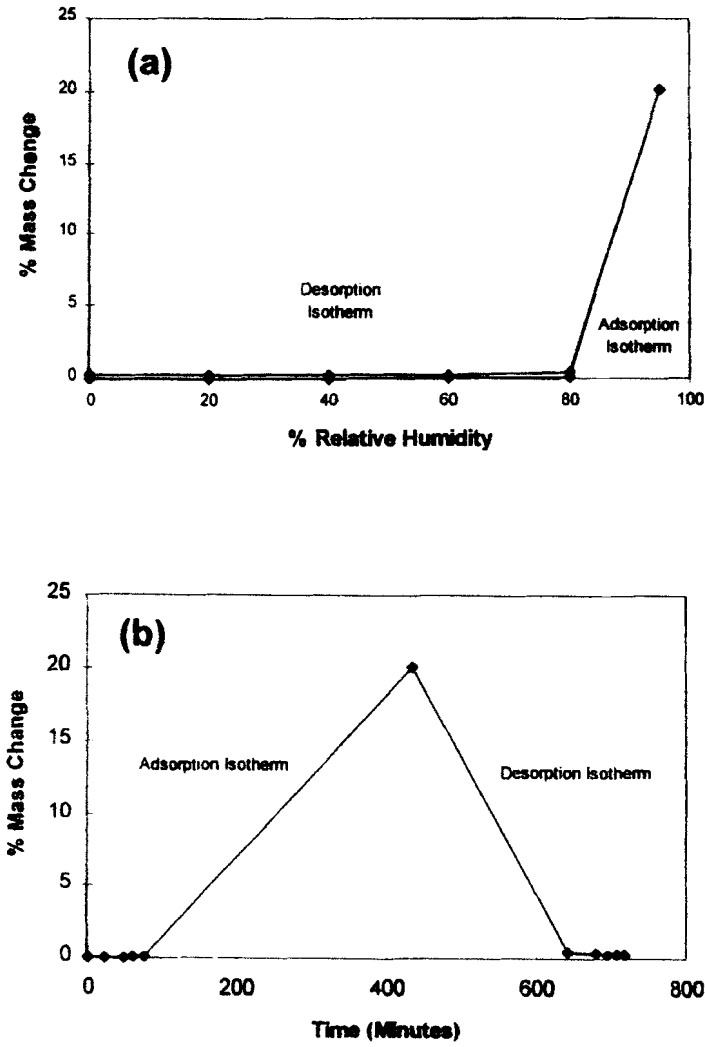 (a)
25
20
15
10
5
0
% Mass Chenge
Desorption
Isotherm
Adsorption
Isotherm
0 20 40 60 80 100
% Relative Humidity
(b)
25
20
15
10
5
0
% Mass Change
Adsorption Isotherm
Desorption Isotherm
0 200 400 600 800
Time (Minutes)